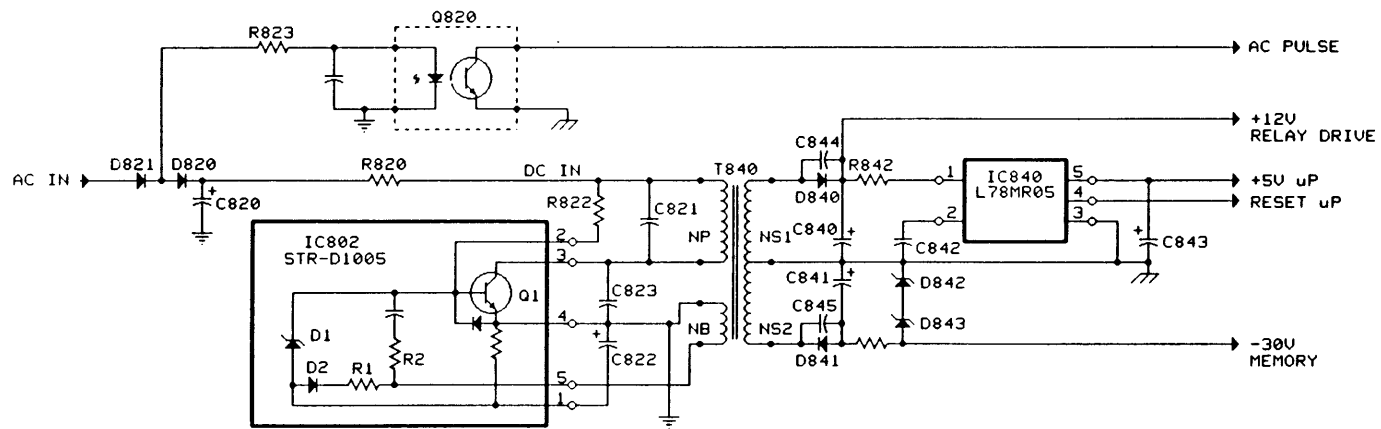 Q820
R823
AC PULSE
+12V
RELAY DRIVE
C844
D821 D820
R820
DC IN
T840
R842
1
IC840
L78MR05
5
+5V uP
AC IN
C820
R822
C821
D840
4
RESET uP
2
3
IC802
STR-D1005
2
NP
NS1
C840
C842
C843
3
C841
D842
Q1
C823
C845
4
D1
NB
NS2
D843
C822
D841
-30V
MEMORY
D2
R1
R2
5
1